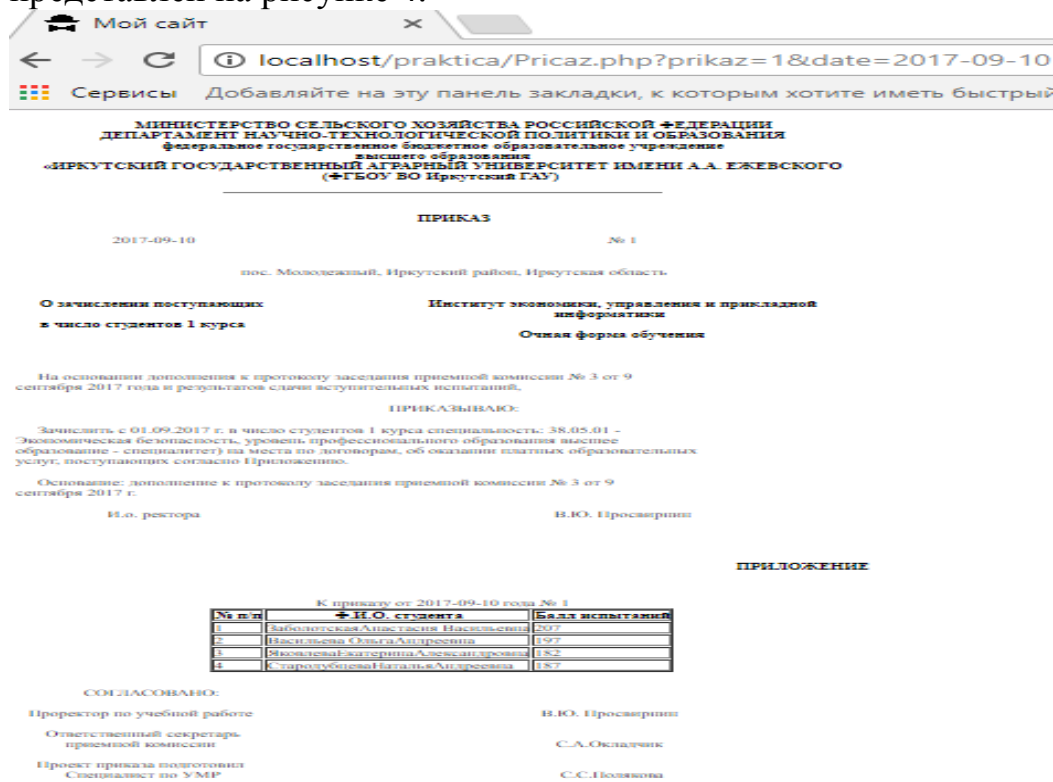 представлен на рисунке 4.
Мой сайт
localhost/praktica/Pricaz.php?prikaz=1&date=2017-09-10
Сервисы Добавляйте на эту панель закладки, к которым хотите иметь быстрый
МИНИСТЕРСТВО СЕЛЬСКОГО ХОЗЯЙСТВА РОССИЙСКОЙ ФЕДЕРАЦИИ
ДЕПАРТАМЕНТ НАУЧНО-ТЕХНОЛОГИЧЕСКОЙ ПОЛИТИКИ И ОБРАЗОВАНИЯ
федеральное государственное бюджетное образовательное учреждение
высшего образования
«ИРКУТСКИЙ ГОСУДАРСТВЕННЫЙ АГРАРНЫЙ УНИВЕРСИТЕТ ИМЕНИ А.А. ЕЖЕВСКОГО
(ФГБОУ ВО Иркутский ГАУ)
ПРИКАЗ
2017-09-10 № 1
пос. Молодежный, Иркутский район, Иркутская область
О зачислении поступающих Институт экономики, управления и прикладной
информатики
в число студентов 1 курса
Очная форма обучения
На основании дополнения к протоколу заседания приемной комиссии № 3 от 9
сентября 2017 года и результатов сдачи вступительных испытаний,
ПРИКАЗЫВАЮ:
Зачислить с 01.09.2017 г. в число студентов 1 курса специальность: 38.05.01 -
Экономическая безопасность, уровень профессионального образования высшее
образование - специалитет) на места по договорам, об оказании платных образовательных
услуг, поступающих согласно Приложению.
Основание: дополнение к протоколу заседания приемной комиссии № 3 от 9
сентября 2017 г.
И.о. ректора В.Ю. Просвирнин
ПРИЛОЖЕНИЕ
К приказу от 2017-09-10 года № 1
№ п/п Ф.И.О. студента Балл испытаний
1 ЗаболотскаяАнастасия Васильевна 207
2 Васильева ОльгаАндреевна 197
3 ЯковлеваЕкатеринаАлександровна 182
4 СтародубцеваНатальяАндреевна 187
СОГЛАСОВАНО:
Проректор по учебной работе В.Ю. Просвирнин
Ответственный секретарь
приемной комиссии С.А.Окладчик
Проект приказа подготовил
Специалист по УМР С.С.Полякова